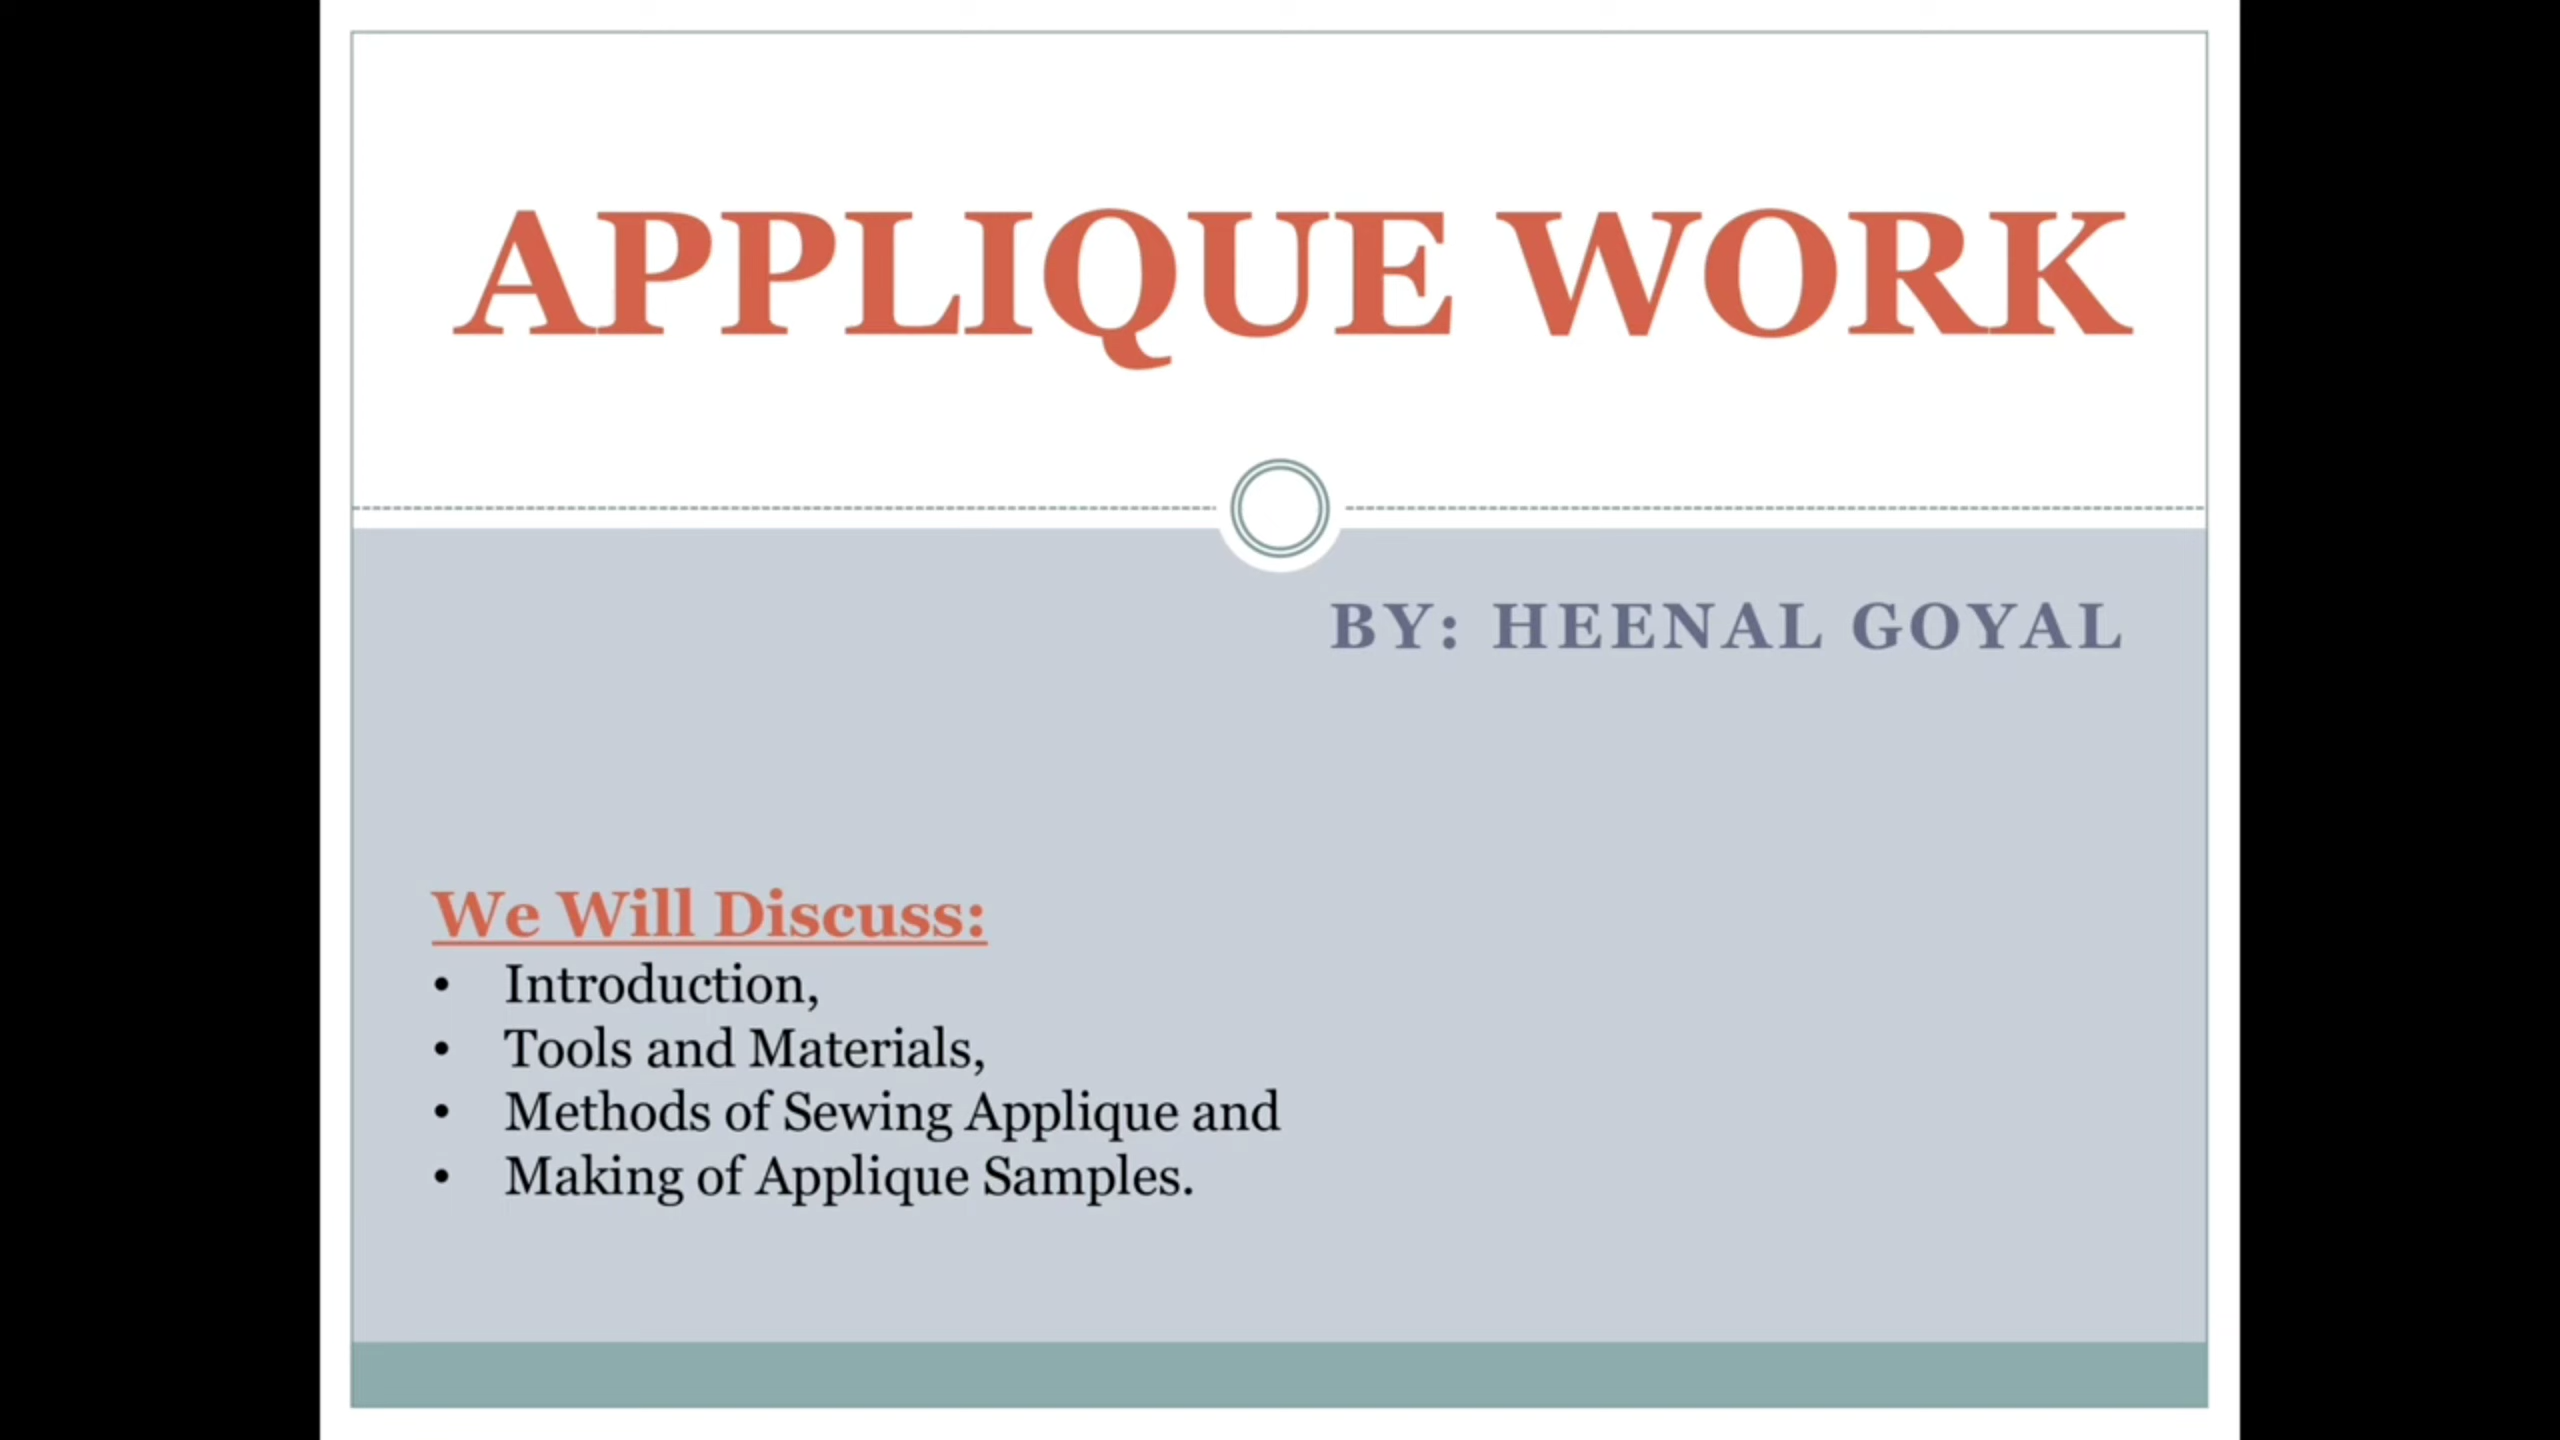 APPLIQUE WORK
BY: HEENAL GOYAL
We Will Discuss:
• Introduction,
• Tools and Materials,
• Methods of Sewing Applique and
• Making of Applique Samples.